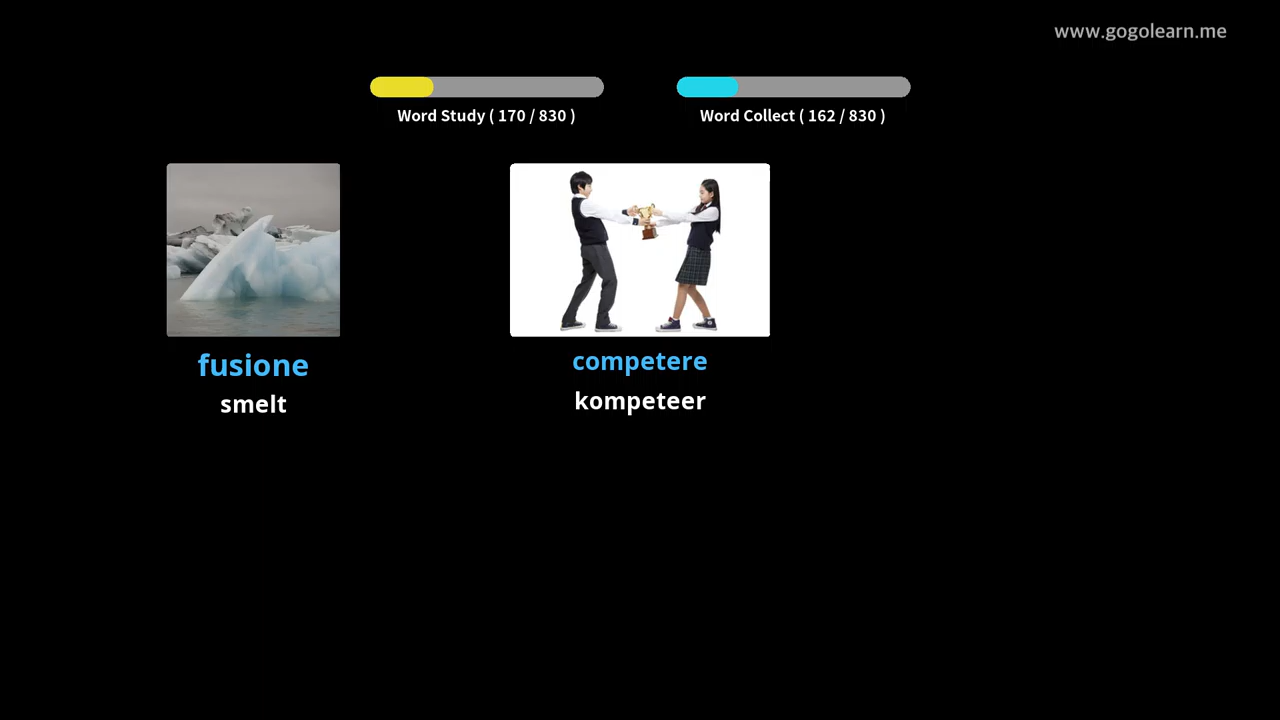 www.gogolearn.me
Word Study ( 170 / 830 )
Word Collect ( 162 / 830 )
fusione
smelt
competere
kompeteer